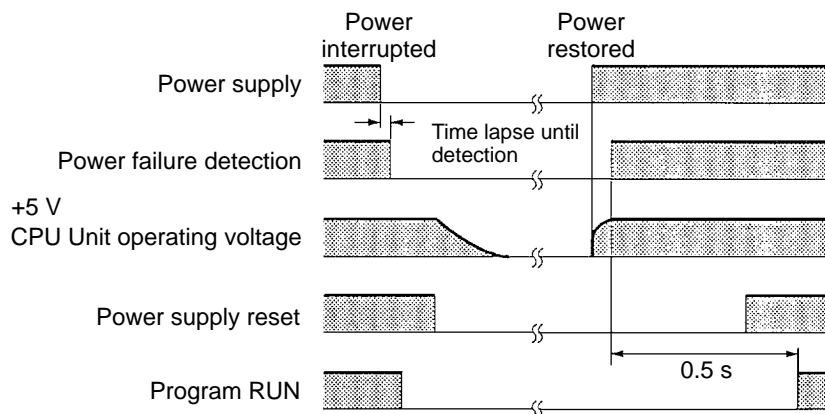 Power
interrupted
Power
restored
Power supply
Time lapse until
detection
Power failure detection
+5 V
CPU Unit operating voltage
Power supply reset
0.5 s
Program RUN